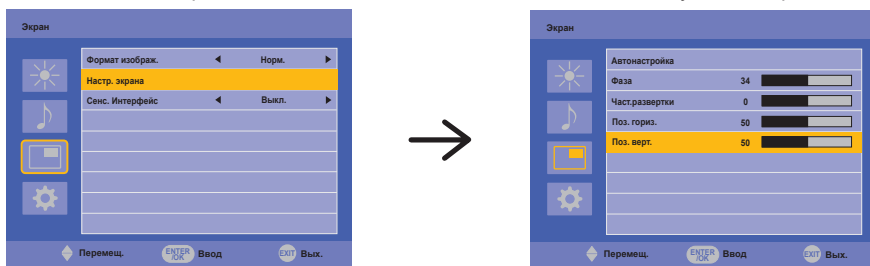 Экран
Формат изображ. Норм.
Настр. экрана
Сенс. Интерфейс Выкл.
Перемещ. ENTER /OK Ввод EXIT Вых.
Экран
Автонастройка
Фаза 34
Част.развертки 0
Поз. гориз. 50
Поз. верт. 50
Перемещ. ENTER /OK Ввод EXIT Вых.